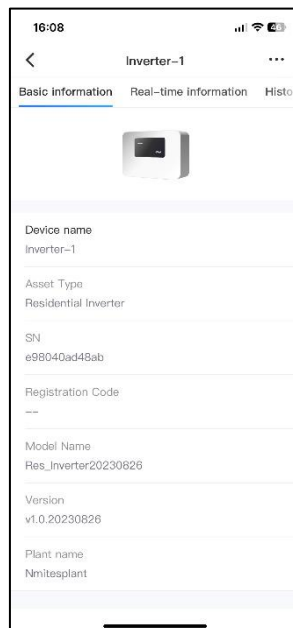 16:08
46
Inverter-1
Basic information Real-time information Histo
Device name
Inverter-1
Asset Type
Residential Inverter
SN
e98040ad48ab
Registration Code
--
Model Name
Res_Inverter20230826
Version
v1.0.20230826
Plant name
Nmitesplant